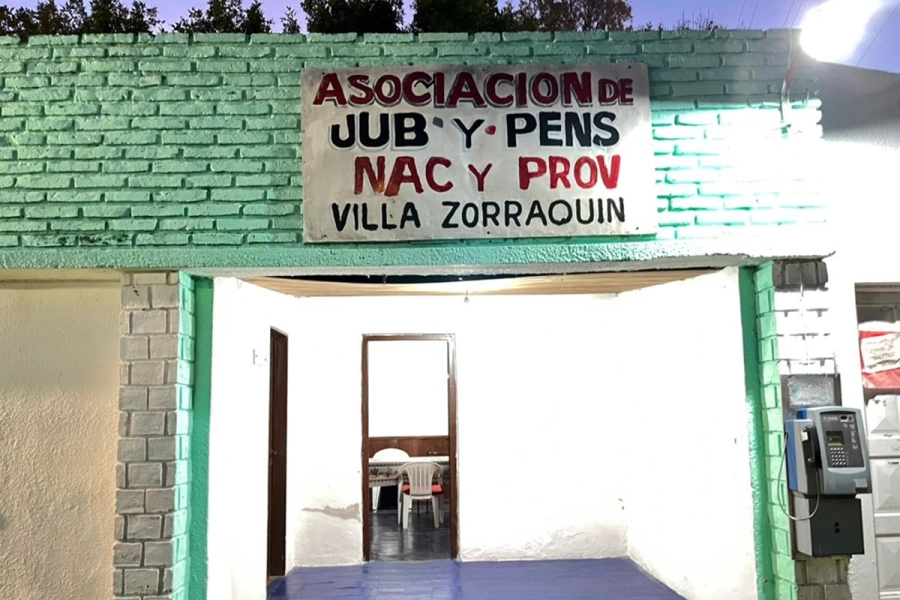 ASOCIACION DE
JUB Y PENS
NAC Y PROV
VILLA ZORRAQUIN